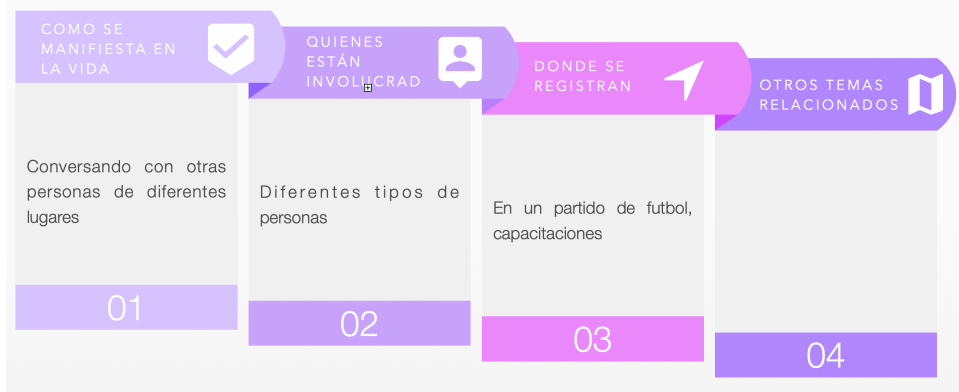 COMO SE
MANIFIESTA EN
LA VIDA
Conversando con otras
personas de diferentes
lugares
01
QUIENES
ESTÁN
INVOLUCRAD
Diferentes tipos de
personas
02
DONDE SE
REGISTRAN
En un partido de futbol,
capacitaciones
03
OTROS TEMAS
RELACIONADOS
04